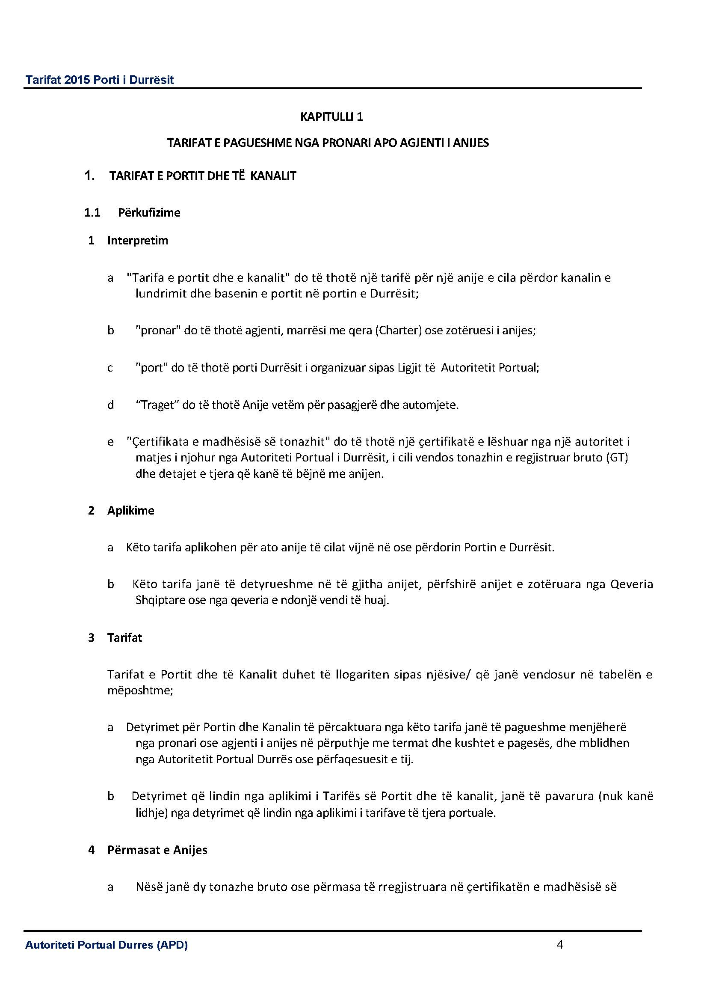 Tarifat 2015 Porti i Durrësit
KAPITULLI 1
TARIFAT E PAGUESHME NGA PRONARI APO AGJENTI I ANIJES
1. TARIFAT E PORTIT DHE TË KANALIT
1.1 Përkufizime
1 Interpretim
a "Tarifa e portit dhe e kanalit" do të thotë një tarifë për një anije e cila përdor kanalin e
lundrimit dhe basenin e portit në portin e Durrësit;
b "pronar" do të thotë agjenti, marrësi me qera (Charter) ose zotëruesi i anijes;
c "port" do të thotë porti Durrësit i organizuar sipas Ligjit të Autoritetit Portual;
d “Traget” do të thotë Anije vetëm për pasagjerë dhe automjete.
e "Çertifikata e madhësisë së tonazhit" do të thotë një çertifikatë e lëshuar nga një autoritet i
matjes i njohur nga Autoriteti Portual i Durrësit, i cili vendos tonazhin e regjistruar bruto (GT)
dhe detajet e tjera që kanë të bëjnë me anijen.
2 Aplikime
a Këto tarifa aplikohen për ato anije të cilat vijnë në ose përdorin Portin e Durrësit.
b Këto tarifa janë të detyrueshme në të gjitha anijet, përfshirë anijet e zotëruara nga Qeveria
Shqiptare ose nga qeveria e ndonjë vendi të huaj.
3 Tarifat
Tarifat e Portit dhe të Kanalit duhet të llogariten sipas njësive/ që janë vendosur në tabelën e
mëposhtme;
a Detyrimet për Portin dhe Kanalin të përcaktuara nga këto tarifa janë të pagueshme menjëherë
nga pronari ose agjenti i anijes në përputhje me termat dhe kushtet e pagesës, dhe mblidhen
nga Autoritetit Portual Durrës ose përfaqesuesit e tij.
b Detyrimet që lindin nga aplikimi i Tarifës së Portit dhe të kanalit, janë të pavarura (nuk kanë
lidhje) nga detyrimet që lindin nga aplikimi i tarifave të tjera portuale.
4 Përmasat e Anijes
a Nësë janë dy tonazhe bruto ose përmasa të rregjistruara në çertifikatën e madhësisë së
Autoriteti Portual Durres (APD) 4